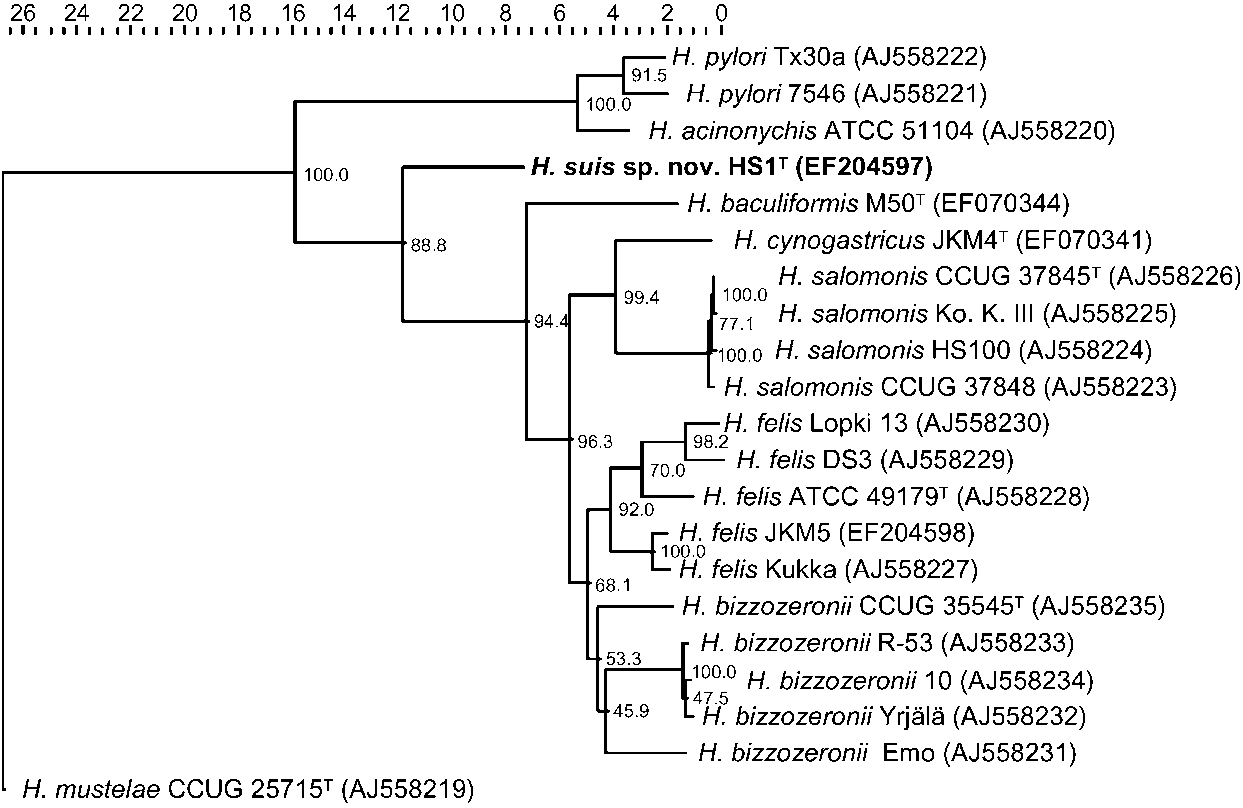 26 24 22 20 18 16 14 12 10 8 6 4 2 0
H. pylori Tx30a (AJ558222)
91.5
H. pylori 7546 (AJ558221)
100.0
H. acinonychis ATCC 51104 (AJ558220)
H. suis sp. nov. HS1ᵀ (EF204597)
100.0
H. baculiformis M50ᵀ (EF070344)
H. cynogastricus JKM4ᵀ (EF070341)
88.8
H. salomonis CCUG 37845ᵀ (AJ558226)
99.4
100.0
H. salomonis Ko. K. III (AJ558225)
94.4
77.1
H. salomonis HS100 (AJ558224)
100.0
H. salomonis CCUG 37848 (AJ558223)
H. felis Lopki 13 (AJ558230)
96.3
98.2
H. felis DS3 (AJ558229)
70.0
H. felis ATCC 49179ᵀ (AJ558228)
92.0
H. felis JKM5 (EF204598)
100.0
H. felis Kukka (AJ558227)
68.1
H. bizzozeronii CCUG 35545ᵀ (AJ558235)
H. bizzozeronii R-53 (AJ558233)
53.3
100.0
H. bizzozeronii 10 (AJ558234)
47.5
45.9
H. bizzozeronii Yrjälä (AJ558232)
H. bizzozeronii Emo (AJ558231)
H. mustelae CCUG 25715ᵀ (AJ558219)